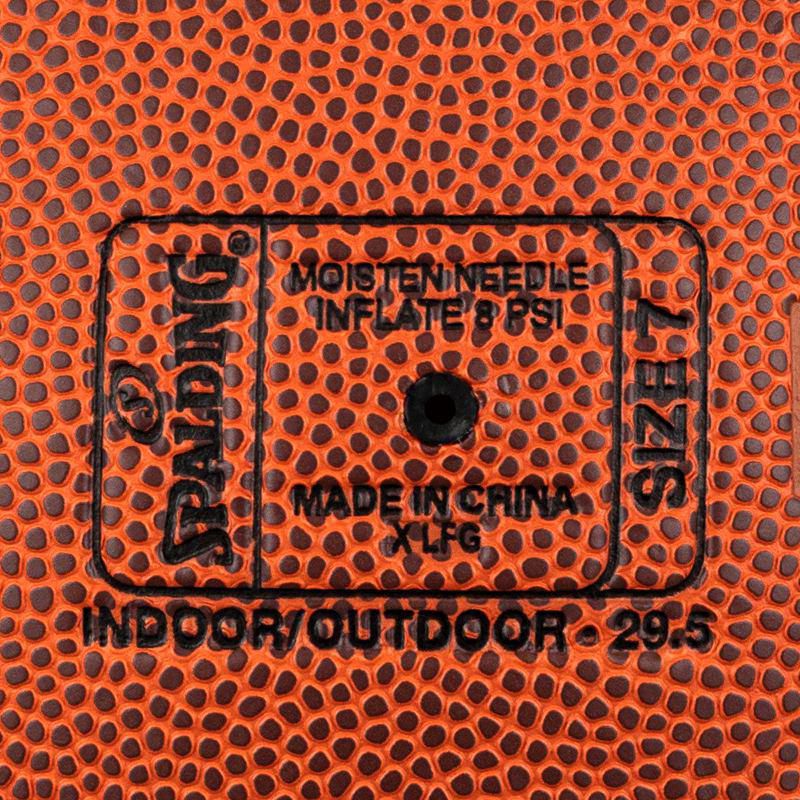 SPALDING®
MOISTEN NEEDLE
INFLATE 8 PSI
MADE IN CHINA
X LFG
SIZE 7
INDOOR/OUTDOOR - 29.5